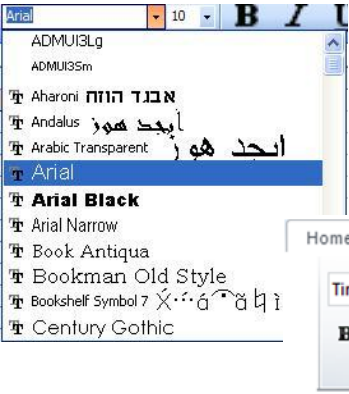 Arial 10 B I U
ADMUI3Lg
ADMUI3Sm
Aharoni אבגד הוזח
Andalus أبجد هوز
Arabic Transparent أبجد هوز
Arial
Arial Black
Arial Narrow
Book Antiqua
Bookman Old Style
Century Gothic
Bookshelf Symbol 7
Home
B